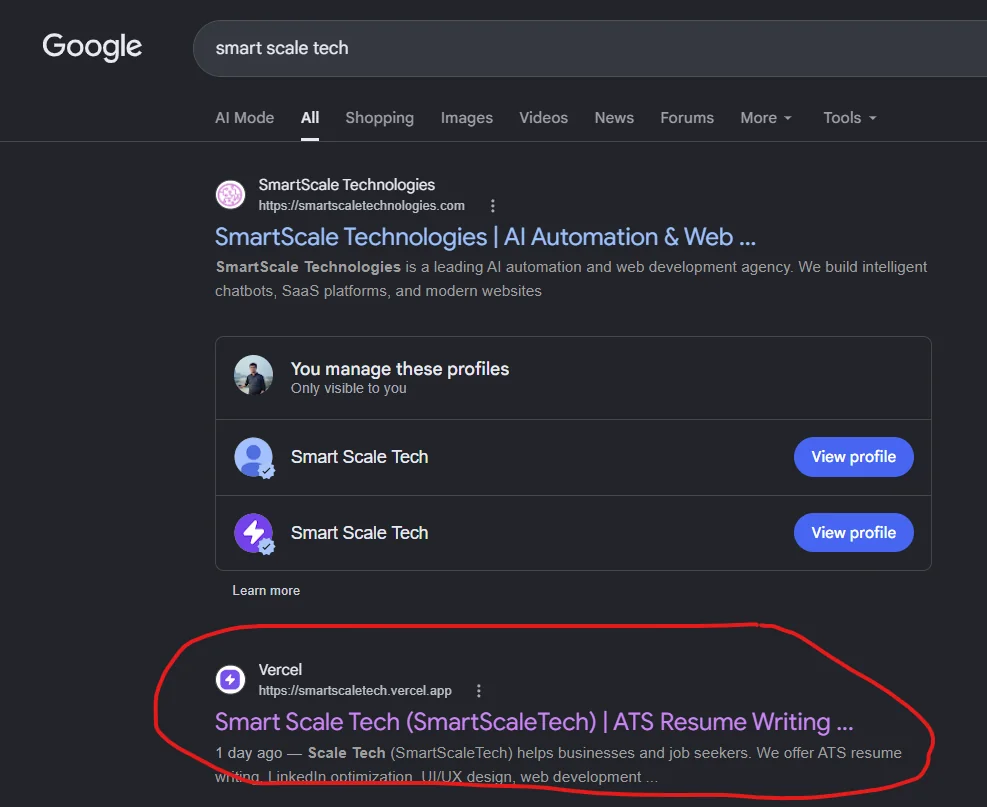 Google
smart scale tech
AI Mode All Shopping Images Videos News Forums More Tools
SmartScale Technologies
https://smartscaletechnologies.com
SmartScale Technologies | AI Automation & Web ...
SmartScale Technologies is a leading AI automation and web development agency. We build intelligent
chatbots, SaaS platforms, and modern websites
You manage these profiles
Only visible to you
Smart Scale Tech View profile
Smart Scale Tech View profile
Learn more
Vercel
https://smartscaletech.vercel.app
Smart Scale Tech (SmartScaleTech) | ATS Resume Writing ...
1 day ago — Scale Tech (SmartScaleTech) helps businesses and job seekers. We offer ATS resume
writing, LinkedIn optimization, UI/UX design, web development ...